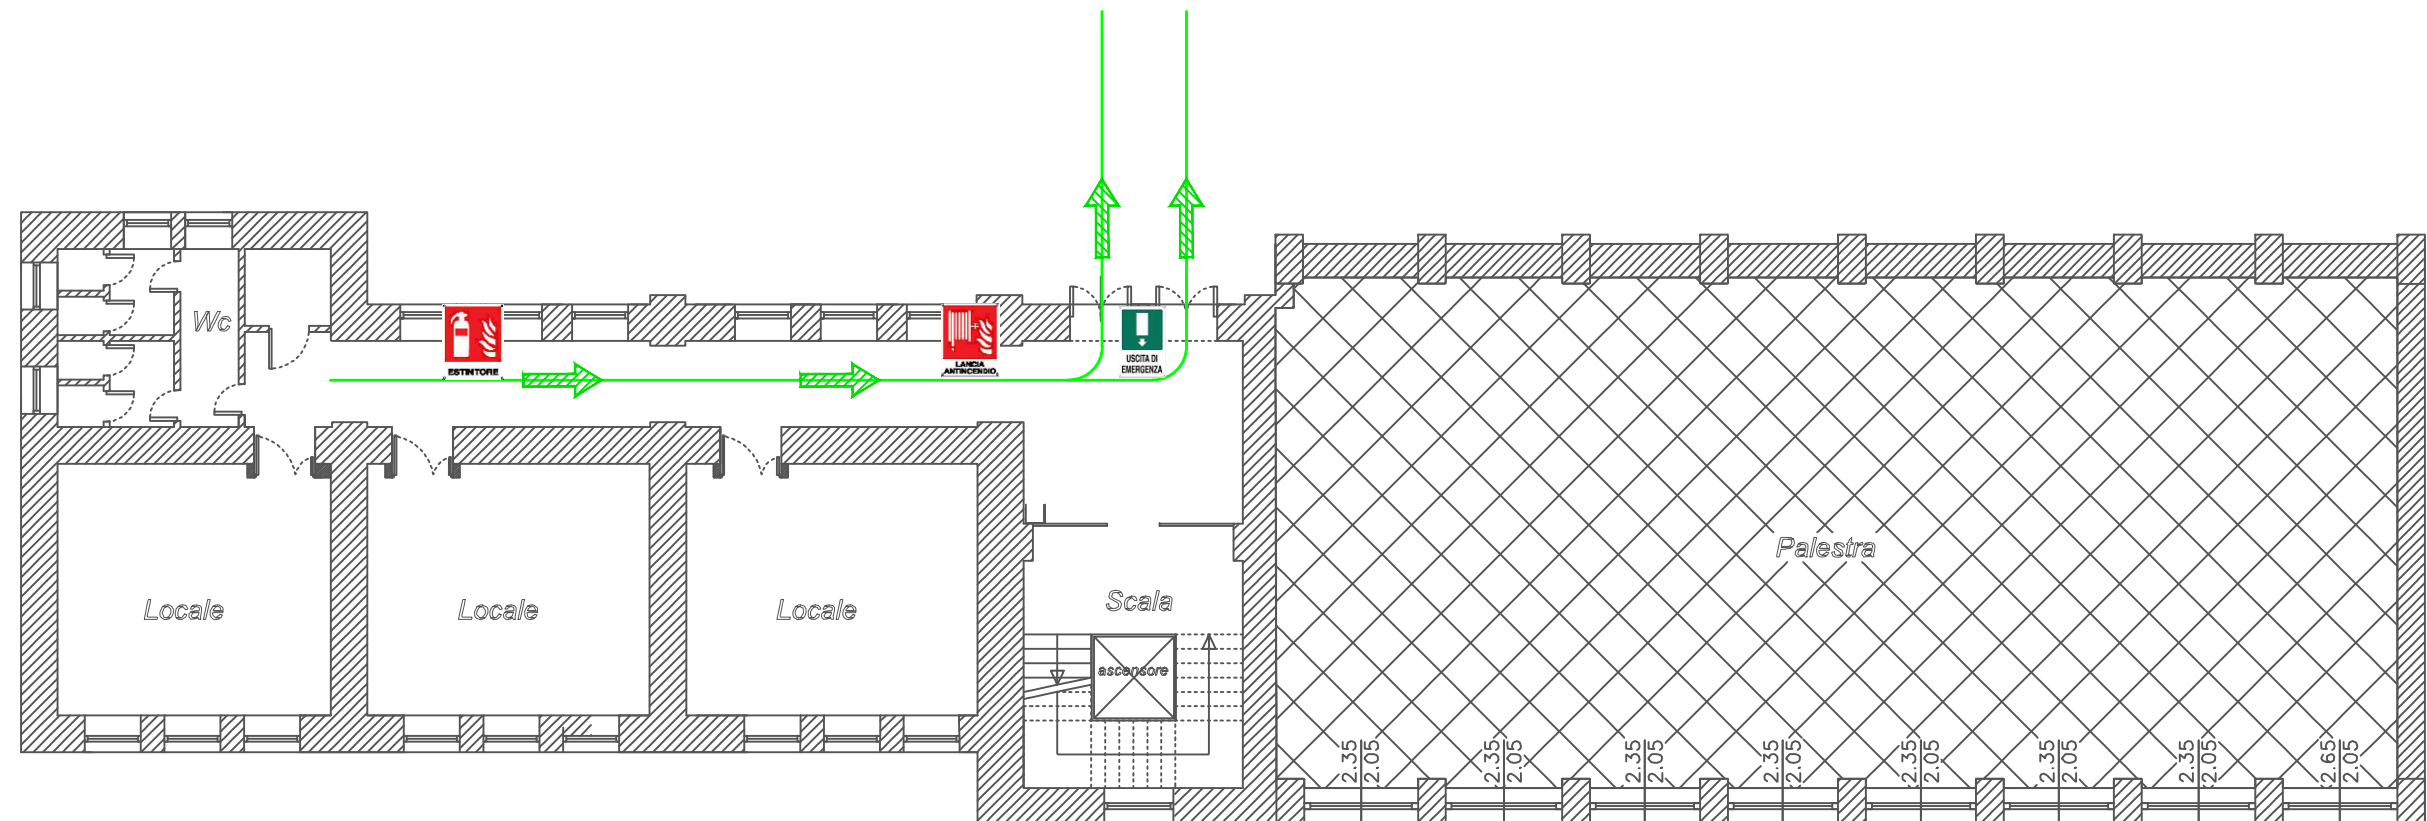 Wc
ESTINTORE
LANCIA
ANTINCENDIO
USCITA DI
EMERGENZA
Palestra
Locale
Locale
Locale
Scala
ascensore
2.35
2.05
2.35
2.05
2.35
2.05
2.35
2.05
2.35
2.05
2.35
2.05
2.35
2.05
2.65
2.05